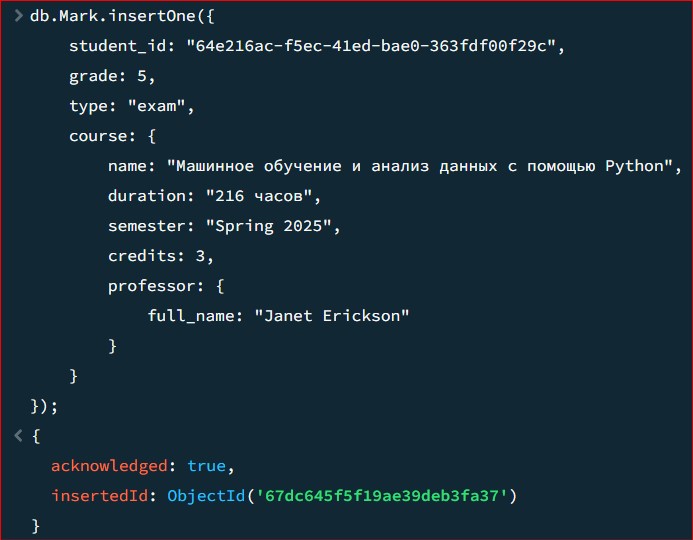 db.Mark.insertOne({
student_id: "64e216ac-f5ec-41ed-bae0-363fdf00f29c",
grade: 5,
type: "exam",
course: {
name: "Машинное обучение и анализ данных с помощью Python",
duration: "216 часов",
semester: "Spring 2025",
credits: 3,
professor: {
full_name: "Janet Erickson"
}
}
});
{
acknowledged: true,
insertedId: ObjectId('67dc645f5f19ae39deb3fa37')
}